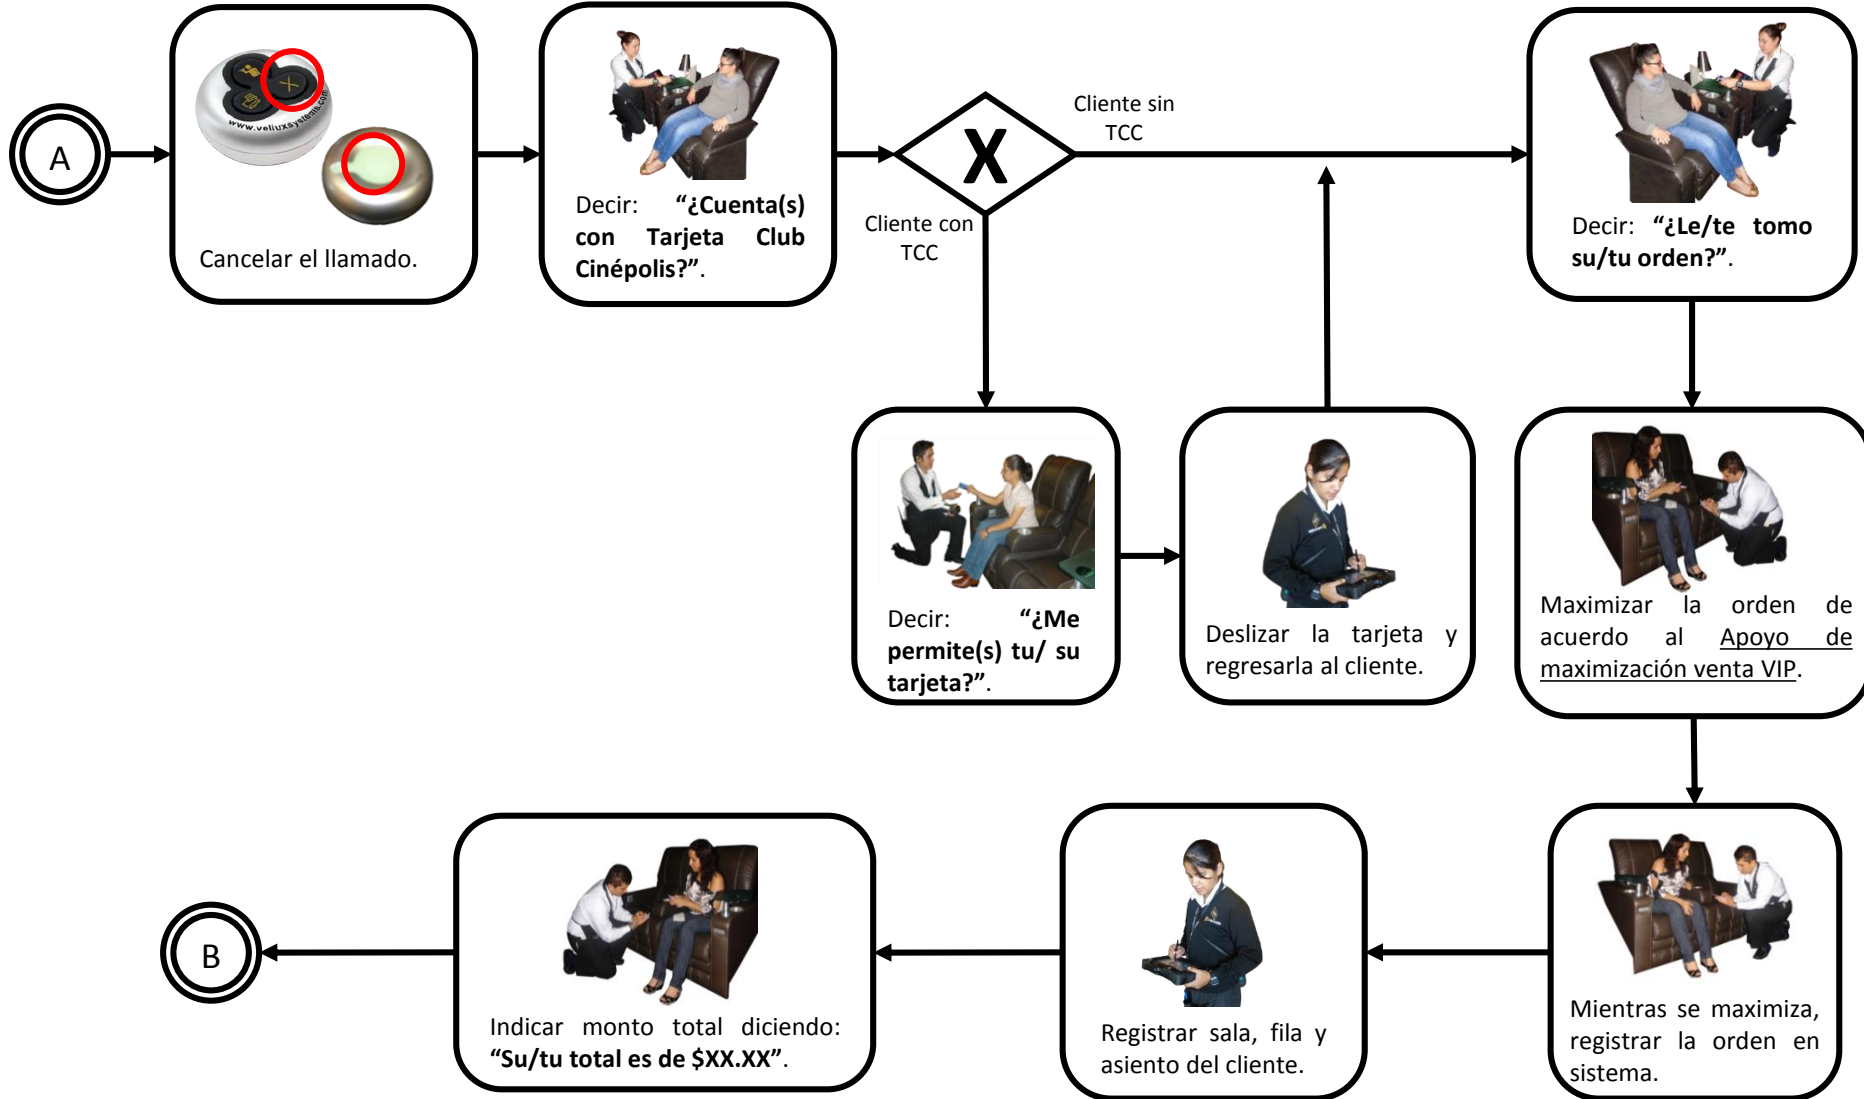 A
www.veliuxsystems.com
Cancelar el llamado.
Decir: “¿Cuenta(s)
con Tarjeta Club
Cinépolis?”.
X
Cliente sin
TCC
Cliente con
TCC
Decir: “¿Le/te tomo
su/tu orden?”.
Decir: “¿Me
permite(s) tu/ su
tarjeta?”.
Deslizar la tarjeta y
regresarla al cliente.
Maximizar la orden de
acuerdo al Apoyo de
maximización venta VIP.
Mientras se maximiza,
registrar la orden en
sistema.
Registrar sala, fila y
asiento del cliente.
Indicar monto total diciendo:
“Su/tu total es de $XX.XX”.
B